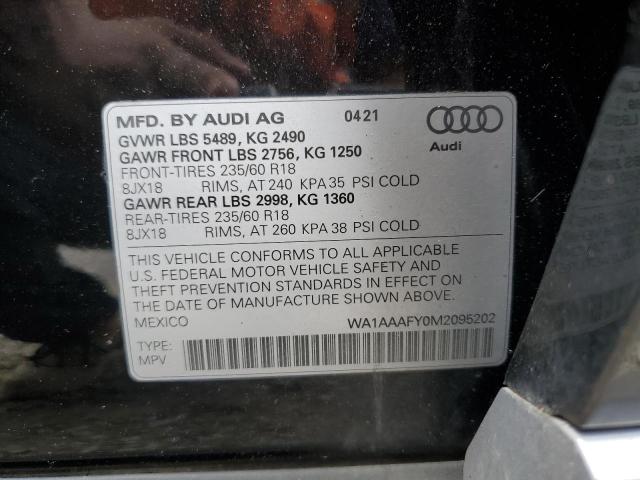 MFD. BY AUDI AG 0421
GVWR LBS 5489, KG 2490
GAWR FRONT LBS 2756, KG 1250
FRONT-TIRES 235/60 R18
8JX18 RIMS, AT 240 KPA 35 PSI COLD
Audi
GAWR REAR LBS 2998, KG 1360
REAR-TIRES 235/60 R18
8JX18 RIMS, AT 260 KPA 38 PSI COLD
THIS VEHICLE CONFORMS TO ALL APPLICABLE
U.S. FEDERAL MOTOR VEHICLE SAFETY AND
THEFT PREVENTION STANDARDS IN EFFECT ON
THE DATE OF MANUFACTURE SHOWN ABOVE.
MEXICO WA1AAAFY0M2095202
TYPE:
MPV